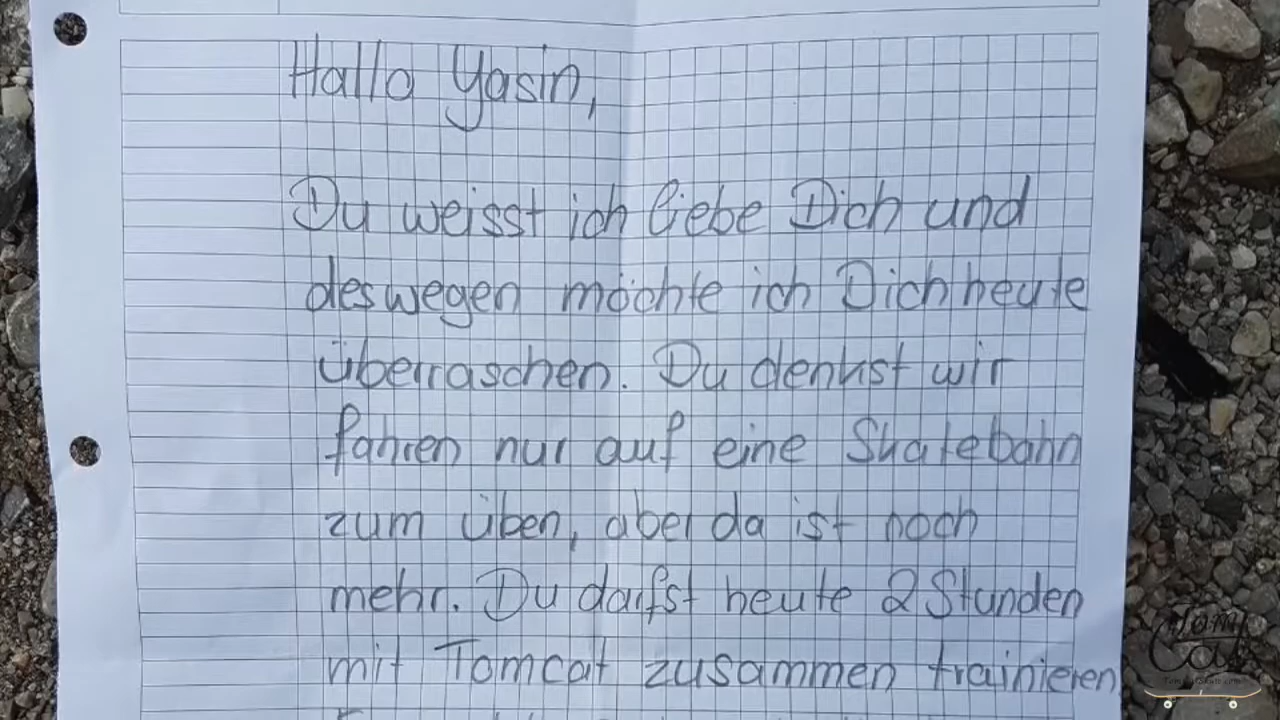 Hallo Yasin,
Du weisst ich liebe Dich und
deswegen möchte ich Dich heute
überraschen. Du denkst wir
fahren nur auf eine Skatebahn
zum üben, aber da ist noch
mehr. Du darfst heute 2 Stunden
mit Tomcat zusammen trainieren
Tom
Cat